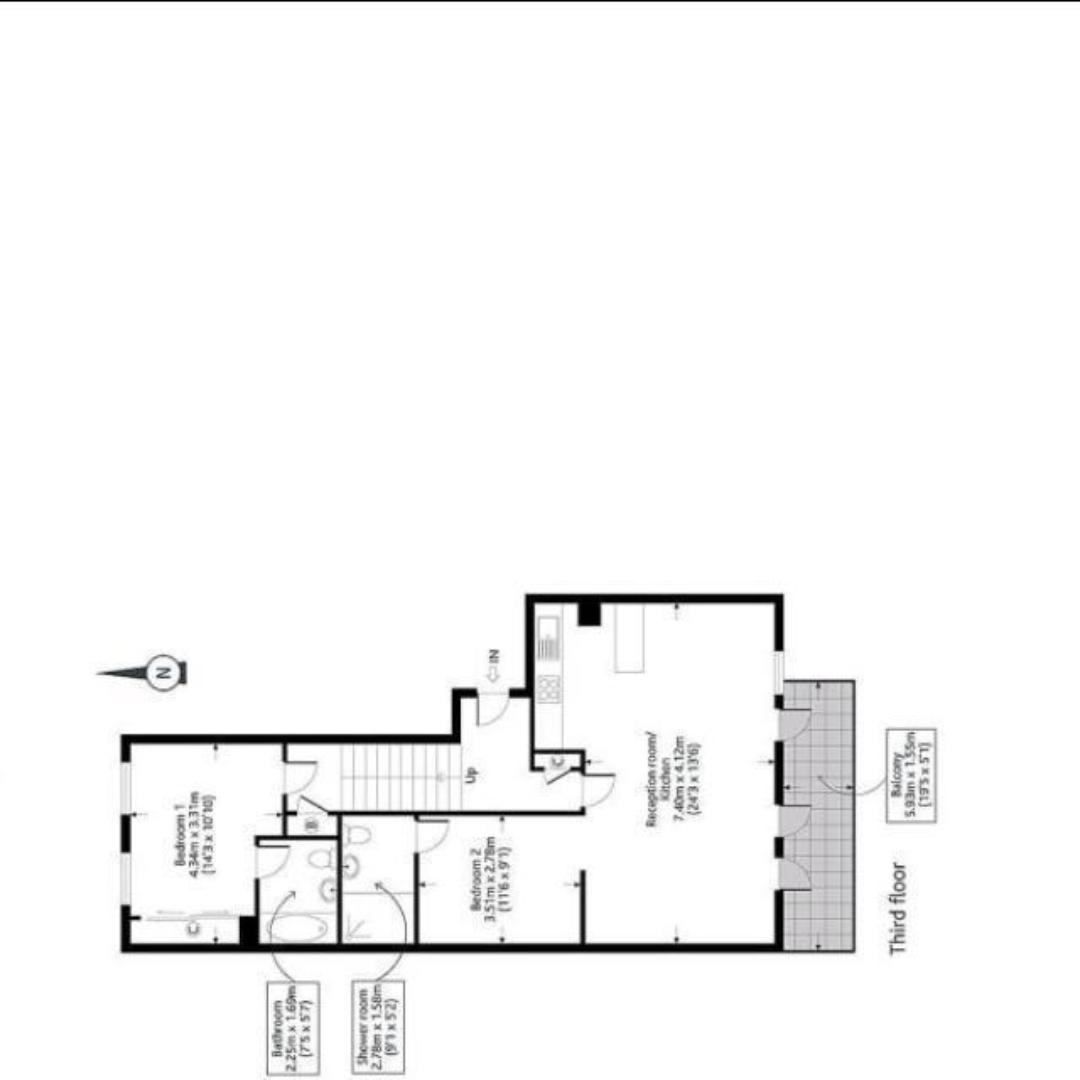 N
Bedroom 1
4.34m x 3.31m
(14'3 x 10'10)
C
B
Up
IN
C
Reception room/
Kitchen
7.40m x 4.12m
(24'3 x 13'6)
Bedroom 2
3.51m x 2.78m
(11'6 x 9'1)
Bathroom
2.25m x 1.69m
(7'5 x 5'7)
Shower room
2.78m x 1.58m
(9'1 x 5'2)
Balcony
5.93m x 1.55m
(19'5 x 5'1)
Third floor